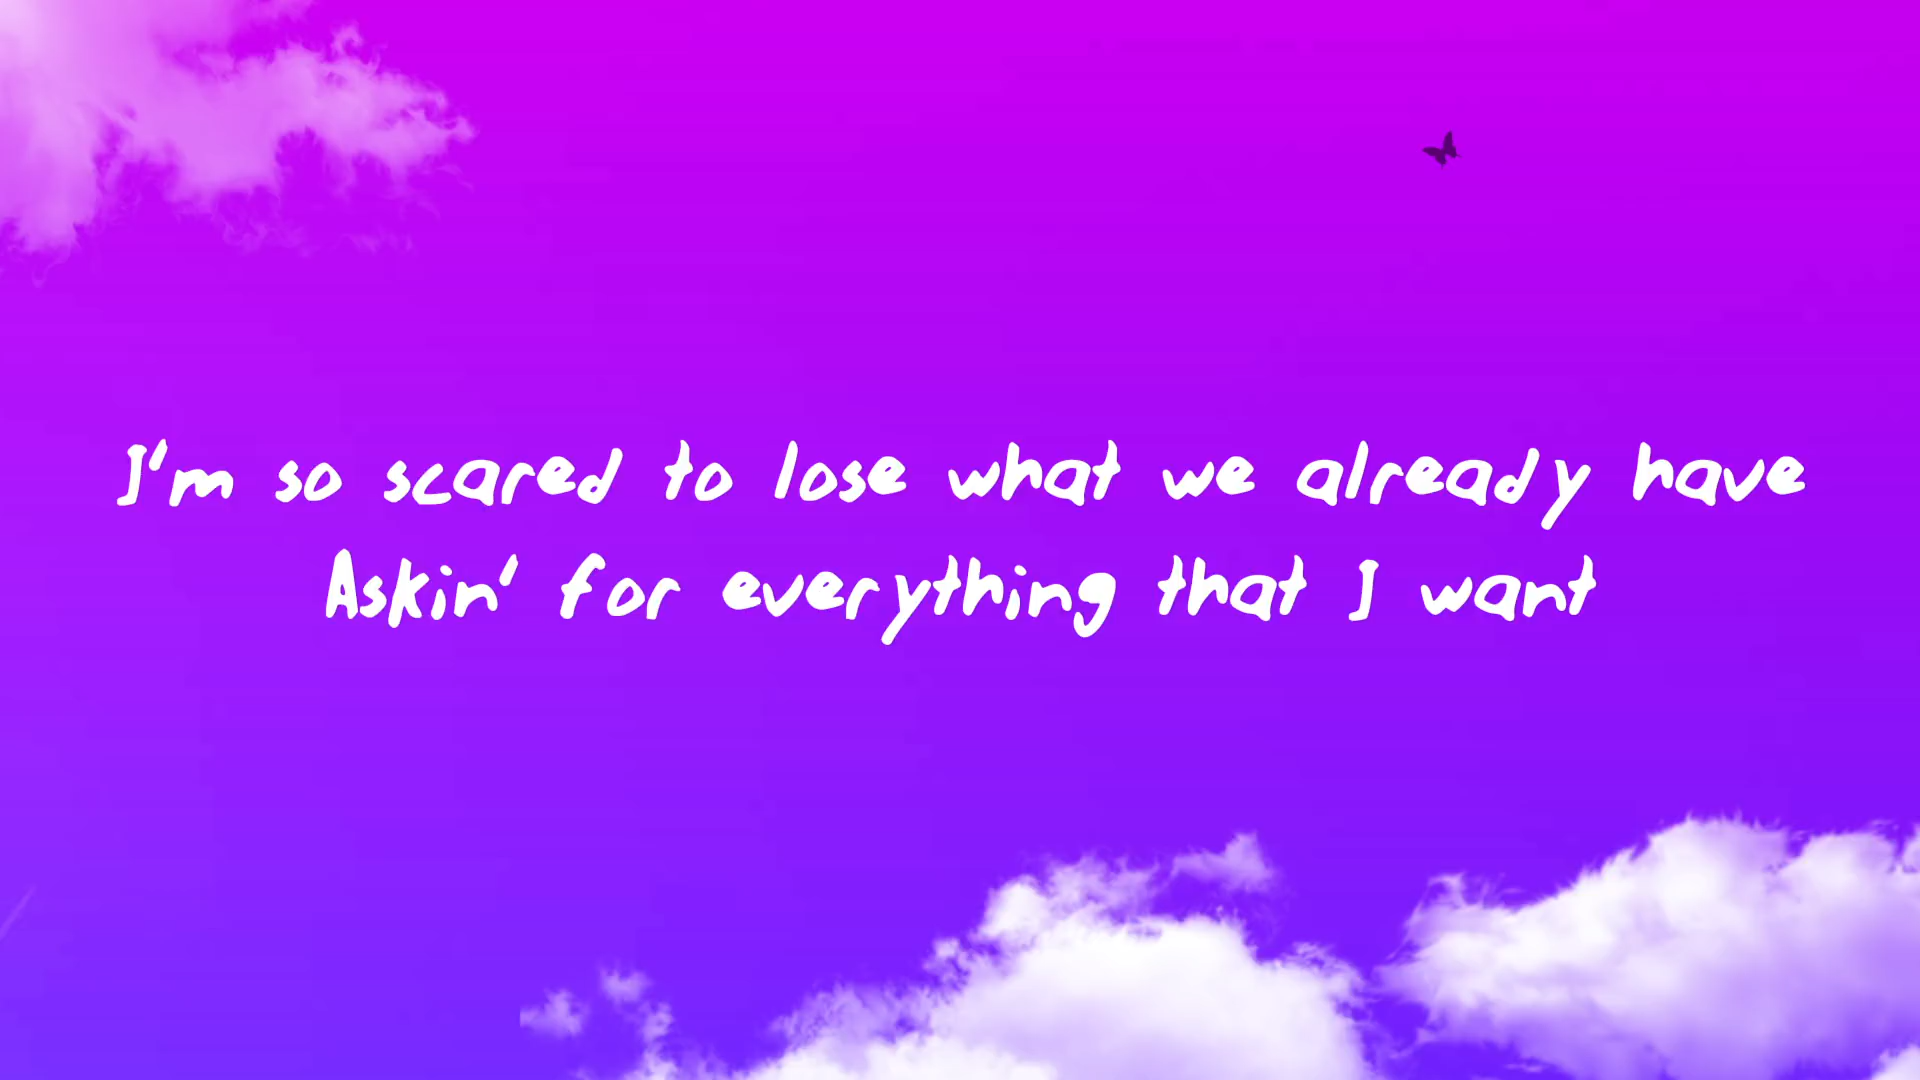 I'm so scared to lose what we already have
Askin' for everything that I want